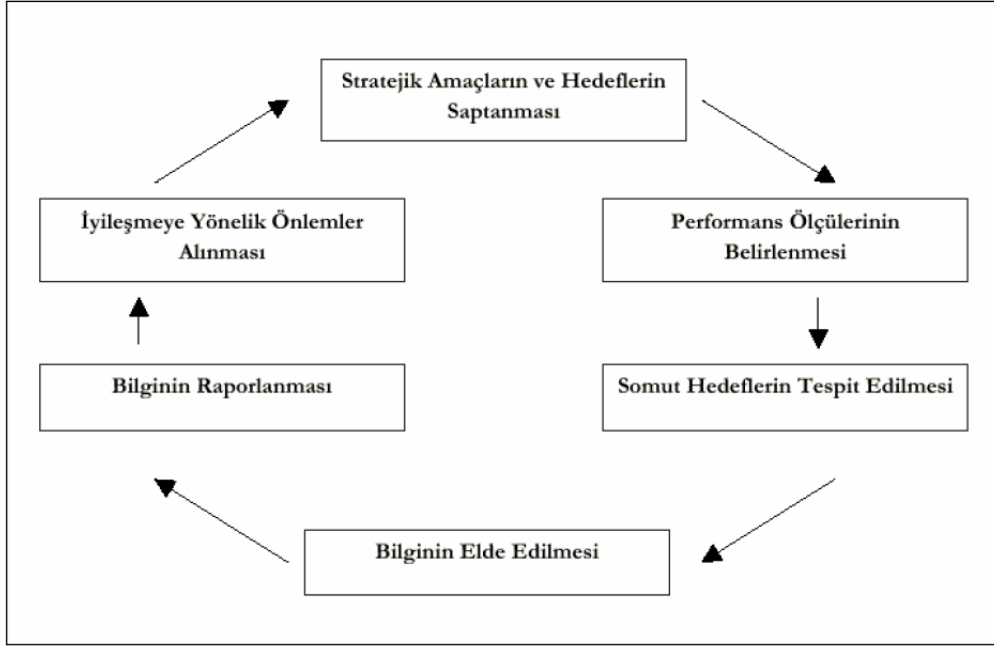 Stratejik Amaçların ve Hedeflerin
Saptanması
İyileşmeye Yönelik Önlemler
Alınması
Performans Ölçülerinin
Belirlenmesi
Bilginin Raporlanması
Somut Hedeflerin Tespit Edilmesi
Bilginin Elde Edilmesi